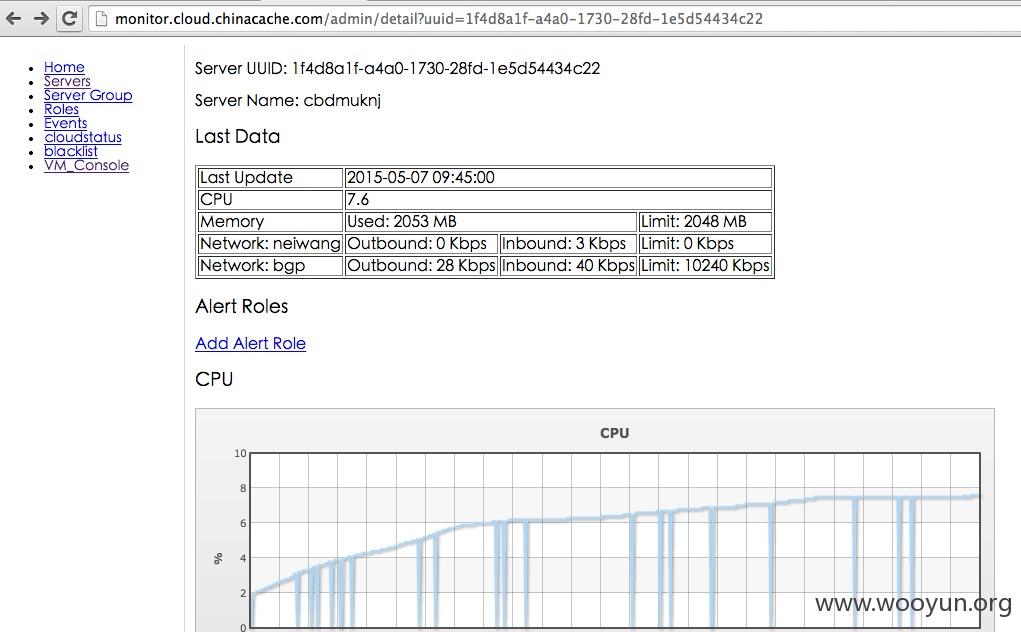 monitor.cloud.chinacache.com/admin/detail?uuid=1f4d8a1f-a4a0-1730-28fd-1e5d54434c22
Home
Servers
Server Group
Roles
Events
cloudstatus
blacklist
VM_Console
Server UUID: 1f4d8a1f-a4a0-1730-28fd-1e5d54434c22
Server Name: cbdmuknj
Last Data
Last Update 2015-05-07 09:45:00
CPU 7.6
Memory Used: 2053 MB Limit: 2048 MB
Network: neiwang Outbound: 0 Kbps Inbound: 3 Kbps Limit: 0 Kbps
Network: bgp Outbound: 28 Kbps Inbound: 40 Kbps Limit: 10240 Kbps
Alert Roles
Add Alert Role
CPU
CPU
10
8
6
%
4
2
0
www.wooyun.org